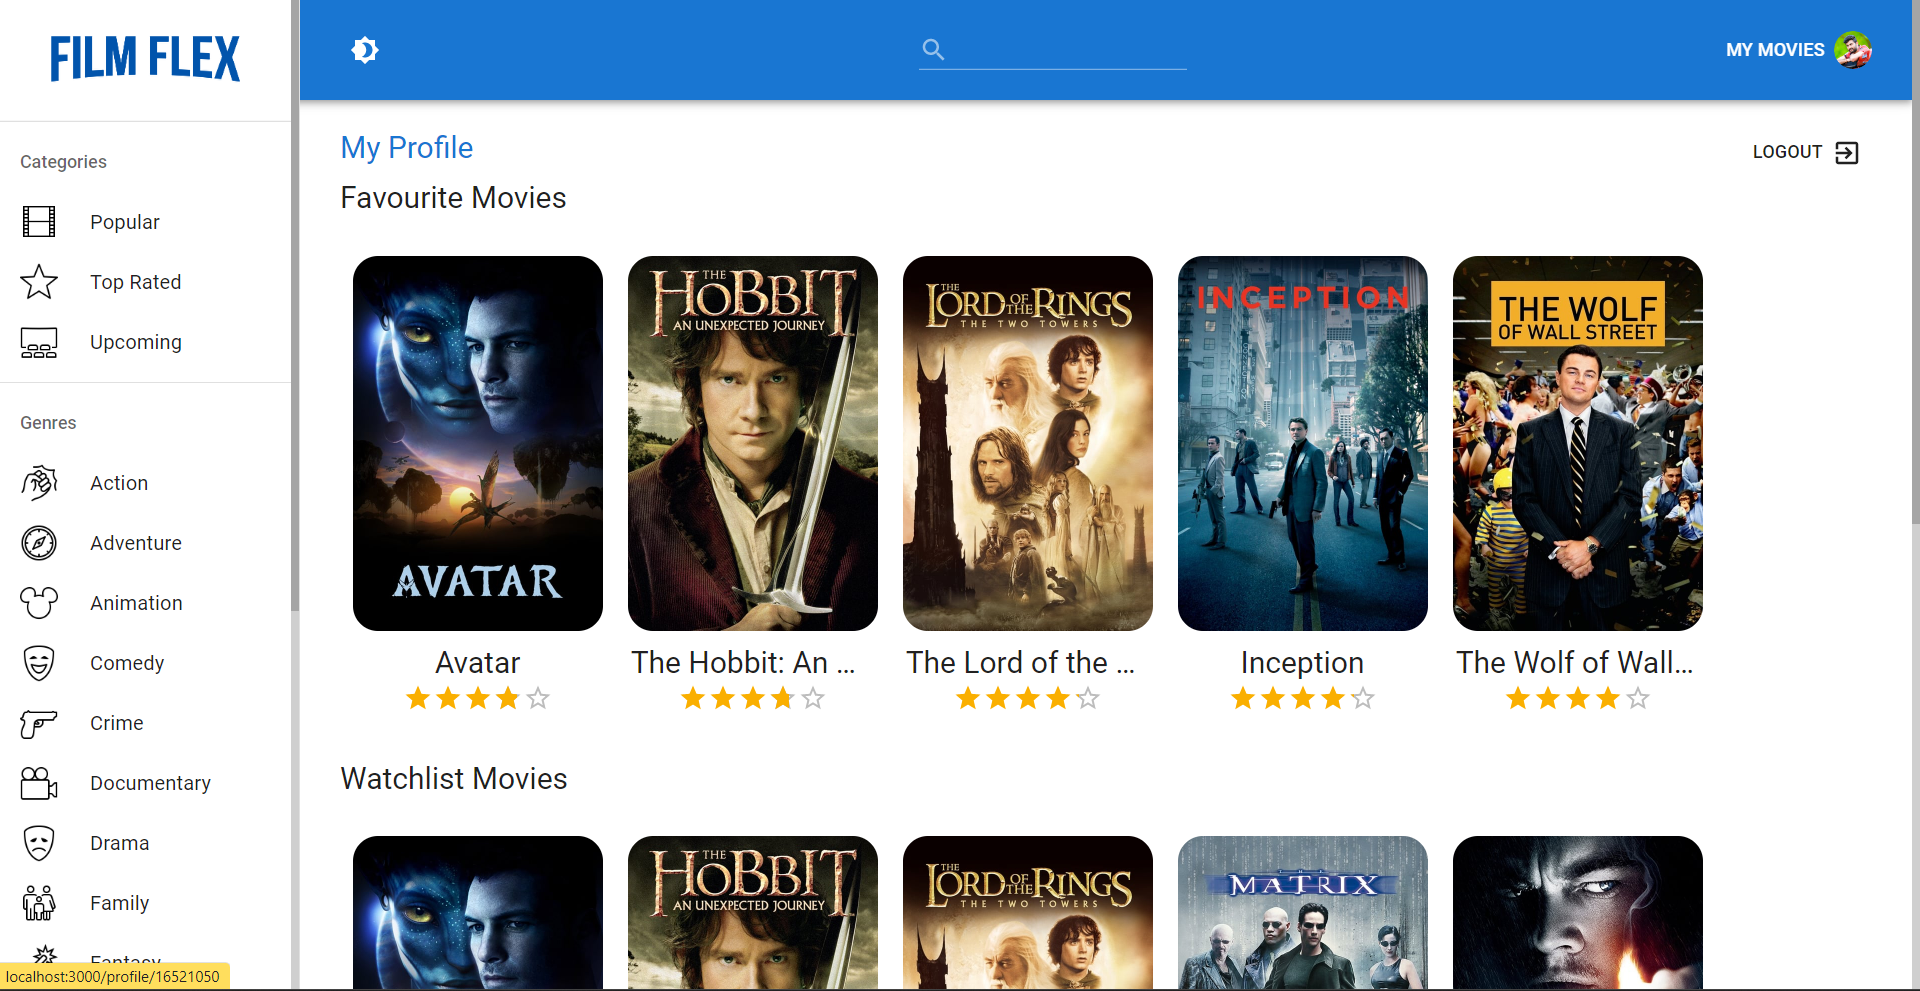 FILM FLEX
MY MOVIES
Categories
Popular
Top Rated
Upcoming
Genres
Action
Adventure
Animation
Comedy
Crime
Documentary
Drama
Family
Fantasy
localhost:3000/profile/16521050
My Profile
LOGOUT
Favourite Movies
AVATAR
THE
HOBBIT
AN UNEXPECTED JOURNEY
THE
LORD OF THE RINGS
THE TWO TOWERS
INCEPTION
THE WOLF
OF WALL STREET
Avatar
The Hobbit: An ...
The Lord of the ...
Inception
The Wolf of Wall...
Watchlist Movies
THE
HOBBIT
AN UNEXPECTED JOURNEY
THE
LORD OF THE RINGS
THE TWO TOWERS
THE
MATRIX